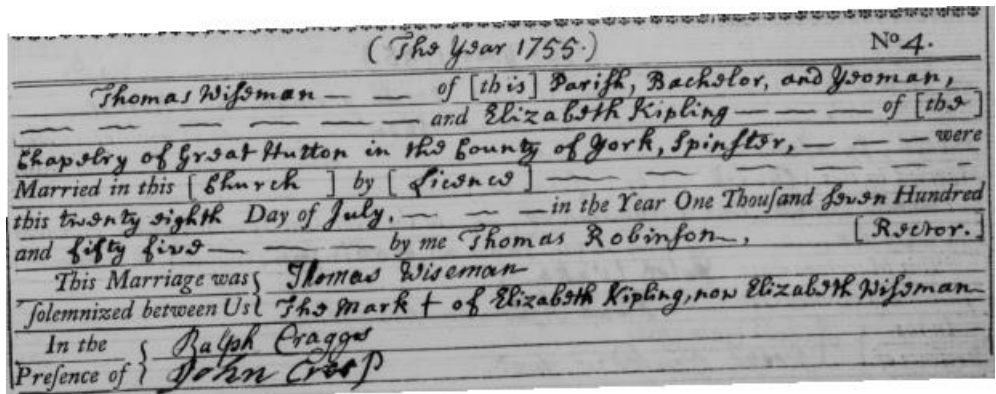 (The Year 1755.) No 4.
Thomas Wiſeman — — of [this] Pariſh, Bachelor, and Yeoman,
— — — — — — — and Elizabeth Kipling — — — — of [the]
Chapelry of Great Hutton in the County of York, Spinſter, — — — were
Married in this [ Church ] by [ Licence ] — — — — — — —
this twenty eighth Day of July. — — — in the Year One Thouſand ſeven Hundred
and fifty five — — — — by me Thomas Robinſon, [ Rector. ]
This Marriage was { Thomas Wiseman
ſolemnized between Us { The Mark † of Elizabeth Kipling, now Elizabeth Wiſeman
In the { Ralph Craggs
Preſence of { John